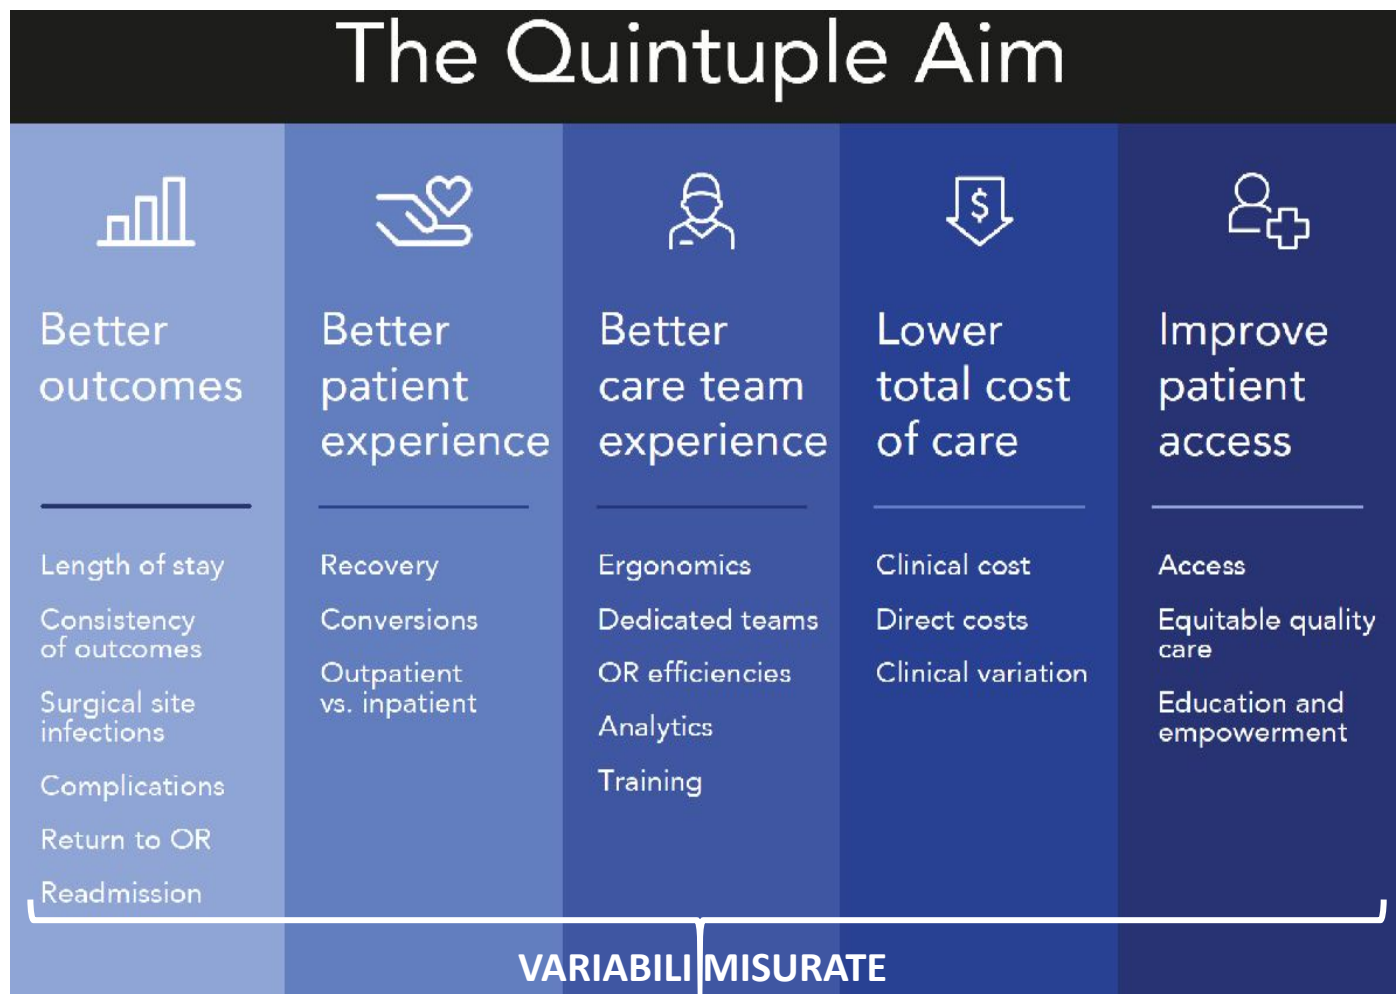 The Quintuple Aim
Better
outcomes
Length of stay
Consistency
of outcomes
Surgical site
infections
Complications
Return to OR
Readmission
Better
patient
experience
Recovery
Conversions
Outpatient
vs. inpatient
Better
care team
experience
Ergonomics
Dedicated teams
OR efficiencies
Analytics
Training
$
Lower
total cost
of care
Clinical cost
Direct costs
Clinical variation
Improve
patient
access
Access
Equitable quality
care
Education and
empowerment
VARIABILI MISURATE